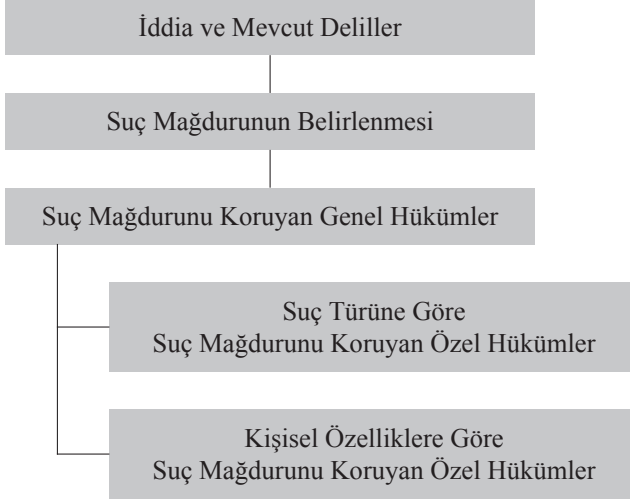 İddia ve Mevcut Deliller
Suç Mağdurunun Belirlenmesi
Suç Mağdurunu Koruyan Genel Hükümler
Suç Türüne Göre
Suç Mağdurunu Koruyan Özel Hükümler
Kişisel Özelliklere Göre
Suç Mağdurunu Koruyan Özel Hükümler